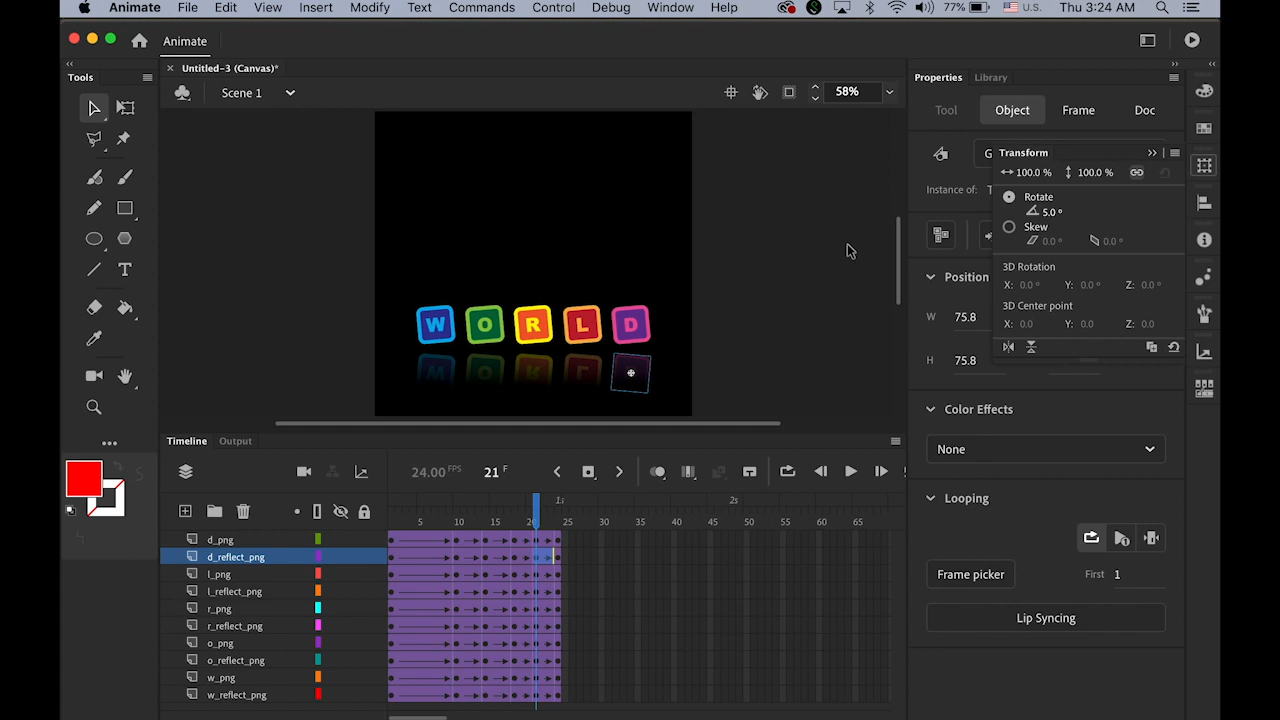 Animate File Edit View Insert Modify Text Commands Control Debug Window Help 77% U.S. Thu 3:24 AM
Animate
Tools
Untitled-3 (Canvas)*
Properties Library
Scene 1
58%
Tool Object Frame Doc
G
Transform
100.0 % 100.0 %
Instance of: T
Rotate
5.0 °
Skew
0.0 ° 0.0 °
3D Rotation
X: 0.0 ° Y: 0.0 ° Z: 0.0 °
Position
3D Center point
W 75.8
X: 0.0 Y: 0.0 Z: 0.0
W O R L D
H 75.8
W O R L
Color Effects
None
Timeline Output
24.00 FPS 21 F
Looping
1s 2s
5 10 15 20 25 30 35 40 45 50 55 60 65
d_png
d_reflect_png
l_png
Frame picker First 1
l_reflect_png
r_png
Lip Syncing
r_reflect_png
o_png
o_reflect_png
w_png
w_reflect_png